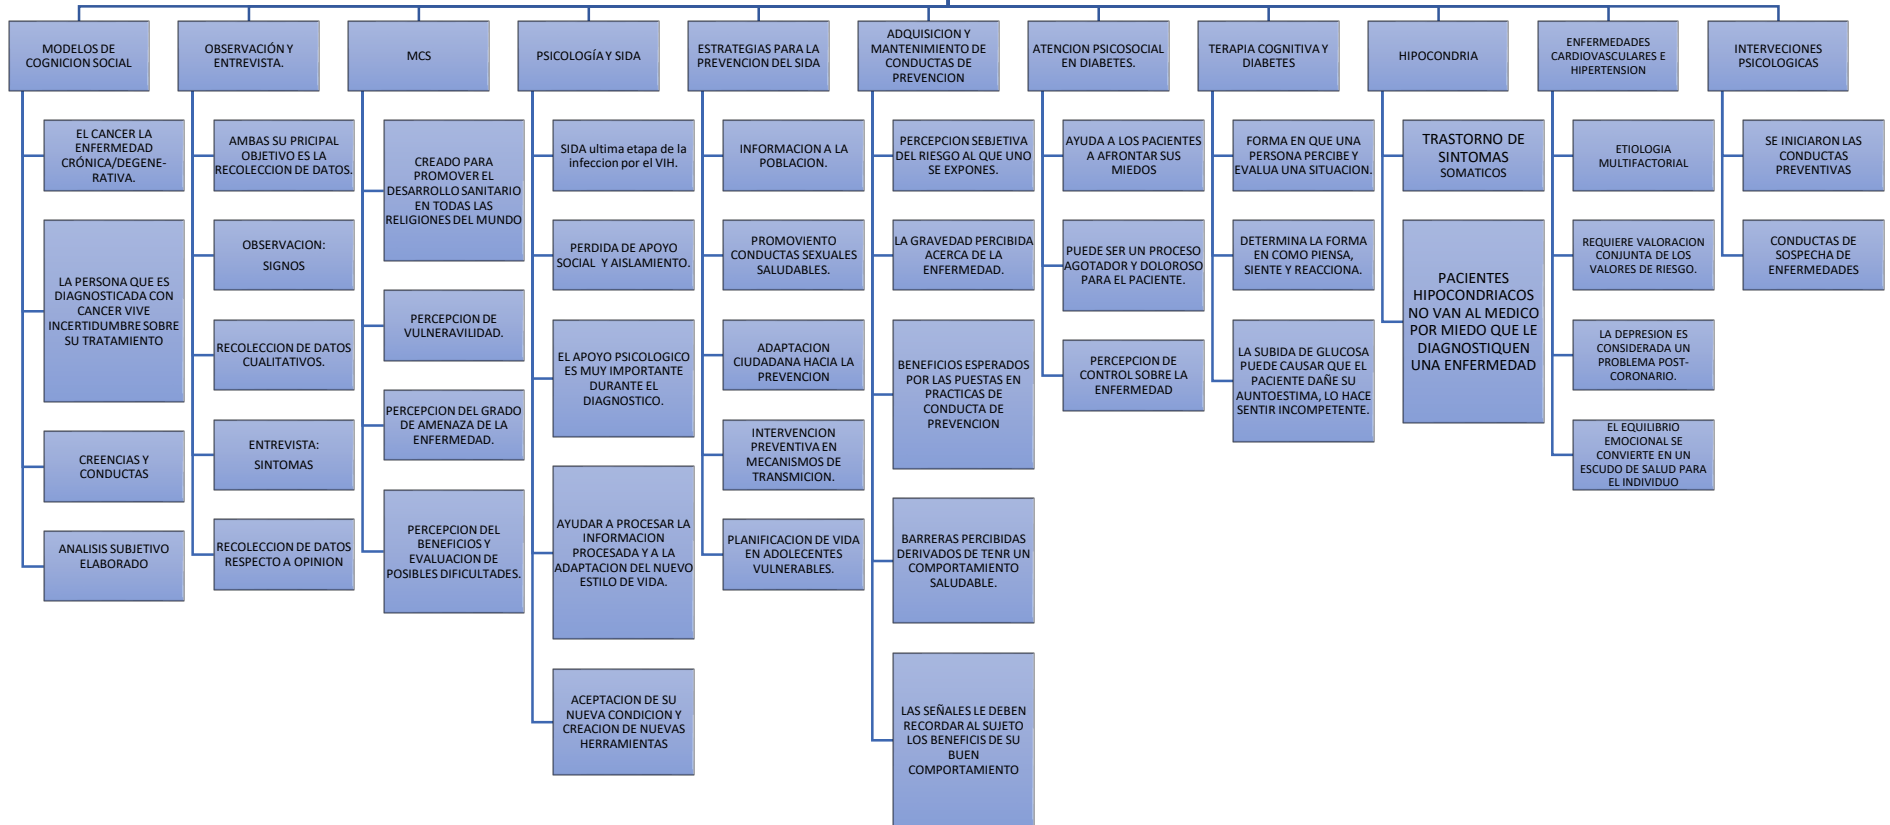 MODELOS DE
COGNICION SOCIAL
EL CANCER LA
ENFERMEDAD
CRÓNICA/DEGENE-
RATIVA.
LA PERSONA QUE ES
DIAGNOSTICADA CON
CANCER VIVE
INCERTIDUMBRE SOBRE
SU TRATAMIENTO
CREENCIAS Y
CONDUCTAS
ANALISIS SUBJETIVO
ELABORADO
OBSERVACIÓN Y
ENTREVISTA.
AMBAS SU PRICIPAL
OBJETIVO ES LA
RECOLECCION DE DATOS.
OBSERVACION:
SIGNOS
RECOLECCION DE DATOS
CUALITATIVOS.
ENTREVISTA:
SINTOMAS
RECOLECCION DE DATOS
RESPECTO A OPINION
MCS
CREADO PARA
PROMOVER EL
DESARROLLO SANITARIO
EN TODAS LAS
RELIGIONES DEL MUNDO
PERCEPCION DE
VULNERAVILIDAD.
PERCEPCION DEL GRADO
DE AMENAZA DE LA
ENFERMEDAD.
PERCEPCION DEL
BENEFICIOS Y
EVALUACION DE
POSIBLES DIFICULTADES.
PSICOLOGÍA Y SIDA
SIDA ultima etapa de la
infeccion por el VIH.
PERDIDA DE APOYO
SOCIAL Y AISLAMIENTO.
EL APOYO PSICOLOGICO
ES MUY IMPORTANTE
DURANTE EL
DIAGNOSTICO.
AYUDAR A PROCESAR LA
INFORMACION
PROCESADA Y A LA
ADAPTACION DEL NUEVO
ESTILO DE VIDA.
ACEPTACION DE SU
NUEVA CONDICION Y
CREACION DE NUEVAS
HERRAMIENTAS
ESTRATEGIAS PARA LA
PREVENCION DEL SIDA
INFORMACION A LA
POBLACION.
PROMOVIENTO
CONDUCTAS SEXUALES
SALUDABLES.
ADAPTACION
CIUDADANA HACIA LA
PREVENCION
INTERVENCION
PREVENTIVA EN
MECANISMOS DE
TRANSMICION.
PLANIFICACION DE VIDA
EN ADOLECENTES
VULNERABLES.
ADQUISICION Y
MANTENIMIENTO DE
CONDUCTAS DE
PREVENCION
PERCEPCION SEBJETIVA
DEL RIESGO AL QUE UNO
SE EXPONES.
LA GRAVEDAD PERCIBIDA
ACERCA DE LA
ENFERMEDAD.
BENEFICIOS ESPERADOS
POR LAS PUESTAS EN
PRACTICAS DE
CONDUCTA DE
PREVENCION
BARRERAS PERCIBIDAS
DERIVADOS DE TENR UN
COMPORTAMIENTO
SALUDABLE.
LAS SEÑALES LE DEBEN
RECORDAR AL SUJETO
LOS BENEFICIS DE SU
BUEN
COMPORTAMIENTO
ATENCION PSICOSOCIAL
EN DIABETES.
AYUDA A LOS PACIENTES
A AFRONTAR SUS
MIEDOS
PUEDE SER UN PROCESO
AGOTADOR Y DOLOROSO
PARA EL PACIENTE.
PERCEPCION DE
CONTROL SOBRE LA
ENFERMEDAD
TERAPIA COGNITIVA Y
DIABETES
FORMA EN QUE UNA
PERSONA PERCIBE Y
EVALUA UNA SITUACION.
DETERMINA LA FORMA
EN COMO PIENSA,
SIENTE Y REACCIONA.
LA SUBIDA DE GLUCOSA
PUEDE CAUSAR QUE EL
PACIENTE DAÑE SU
AUNTOESTIMA, LO HACE
SENTIR INCOMPETENTE.
HIPOCONDRIA
TRASTORNO DE
SINTOMAS
SOMATICOS
PACIENTES
HIPOCONDRIACOS
NO VAN AL MEDICO
POR MIEDO QUE LE
DIAGNOSTIQUEN
UNA ENFERMEDAD
ENFERMEDADES
CARDIOVASCULARES E
HIPERTENSION
ETIOLOGIA
MULTIFACTORIAL
REQUIERE VALORACION
CONJUNTA DE LOS
VALORES DE RIESGO.
LA DEPRESION ES
CONSIDERADA UN
PROBLEMA POST-
CORONARIO.
EL EQUILIBRIO
EMOCIONAL SE
CONVIERTE EN UN
ESCUDO DE SALUD PARA
EL INDIVIDUO
INTERVECIONES
PSICOLOGICAS
SE INICIARON LAS
CONDUCTAS
PREVENTIVAS
CONDUCTAS DE
SOSPECHA DE
ENFERMEDADES